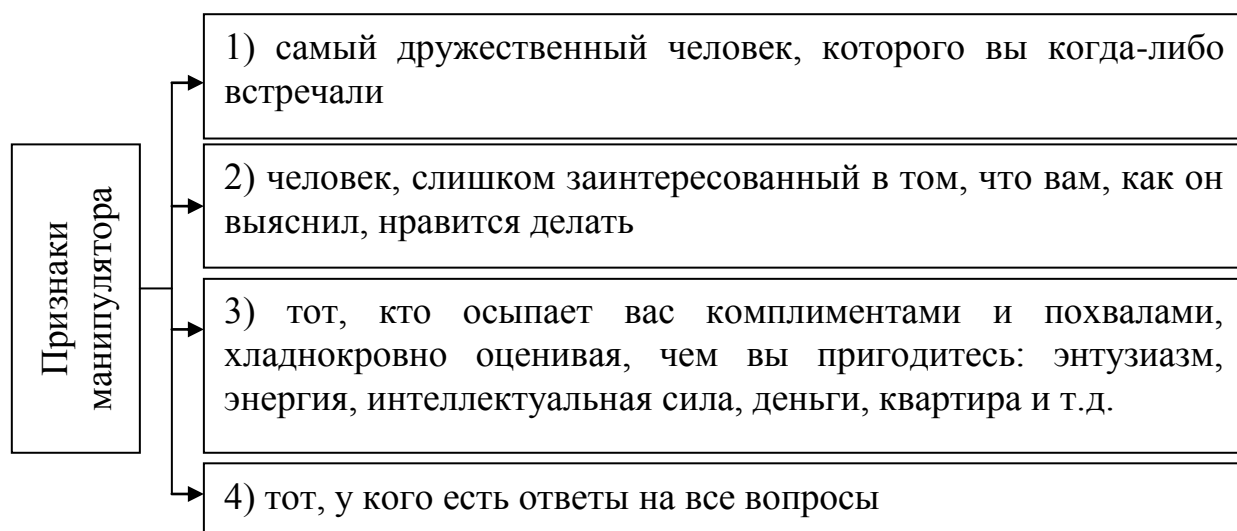 Признаки
манипулятора
1) самый дружественный человек, которого вы когда-либо
встречали
2) человек, слишком заинтересованный в том, что вам, как он
выяснил, нравится делать
3) тот, кто осыпает вас комплиментами и похвалами,
хладнокровно оценивая, чем вы пригодитесь: энтузиазм,
энергия, интеллектуальная сила, деньги, квартира и т.д.
4) тот, у кого есть ответы на все вопросы